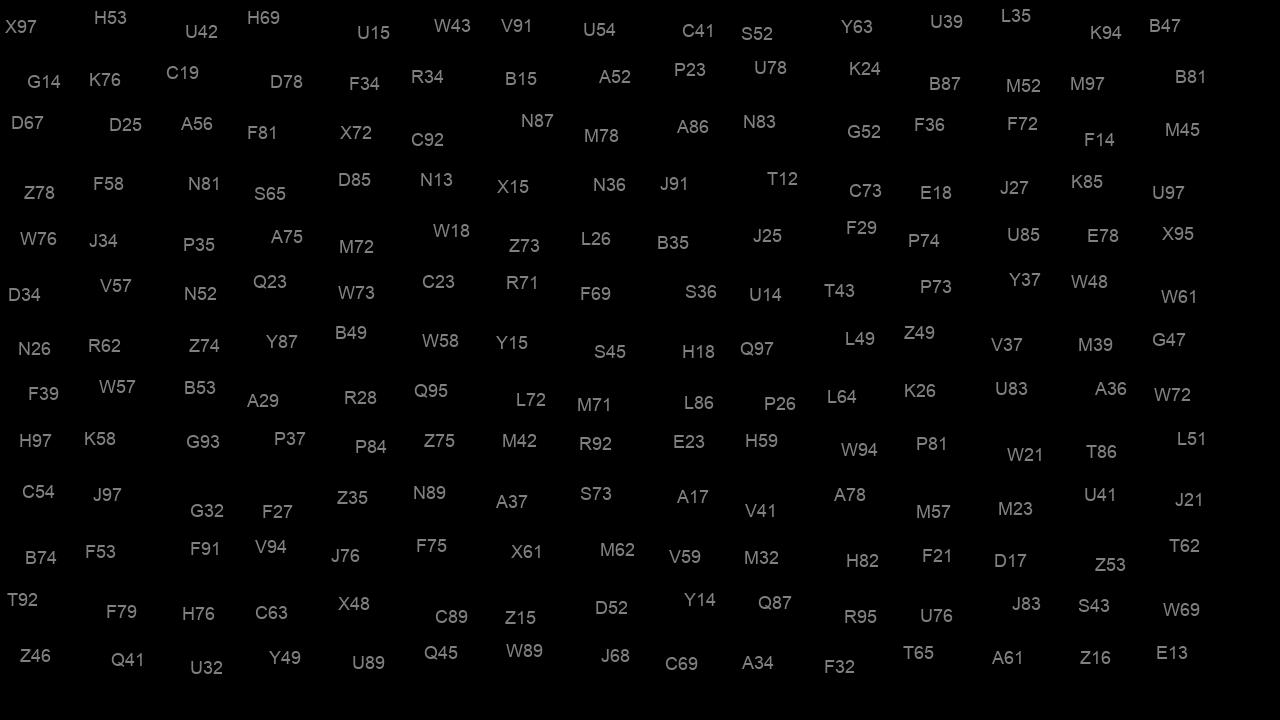 X97 H53 U42 H69 U15 W43 V91 U54 C41 S52 Y63 U39 L35 K94 B47
G14 K76 C19 D78 F34 R34 B15 A52 P23 U78 K24 B87 M52 M97 B81
D67 D25 A56 F81 X72 C92 N87 M78 A86 N83 G52 F36 F72 F14 M45
Z78 F58 N81 S65 D85 N13 X15 N36 J91 T12 C73 E18 J27 K85 U97
W76 J34 P35 A75 M72 W18 Z73 L26 B35 J25 F29 P74 U85 E78 X95
D34 V57 N52 Q23 W73 C23 R71 F69 S36 U14 T43 P73 Y37 W48 W61
N26 R62 Z74 Y87 B49 W58 Y15 S45 H18 Q97 L49 Z49 V37 M39 G47
F39 W57 B53 A29 R28 Q95 L72 M71 L86 P26 L64 K26 U83 A36 W72
H97 K58 G93 P37 P84 Z75 M42 R92 E23 H59 W94 P81 W21 T86 L51
C54 J97 G32 F27 Z35 N89 A37 S73 A17 V41 A78 M57 M23 U41 J21
B74 F53 F91 V94 J76 F75 X61 M62 V59 M32 H82 F21 D17 Z53 T62
T92 F79 H76 C63 X48 C89 Z15 D52 Y14 Q87 R95 U76 J83 S43 W69
Z46 Q41 U32 Y49 U89 Q45 W89 J68 C69 A34 F32 T65 A61 Z16 E13